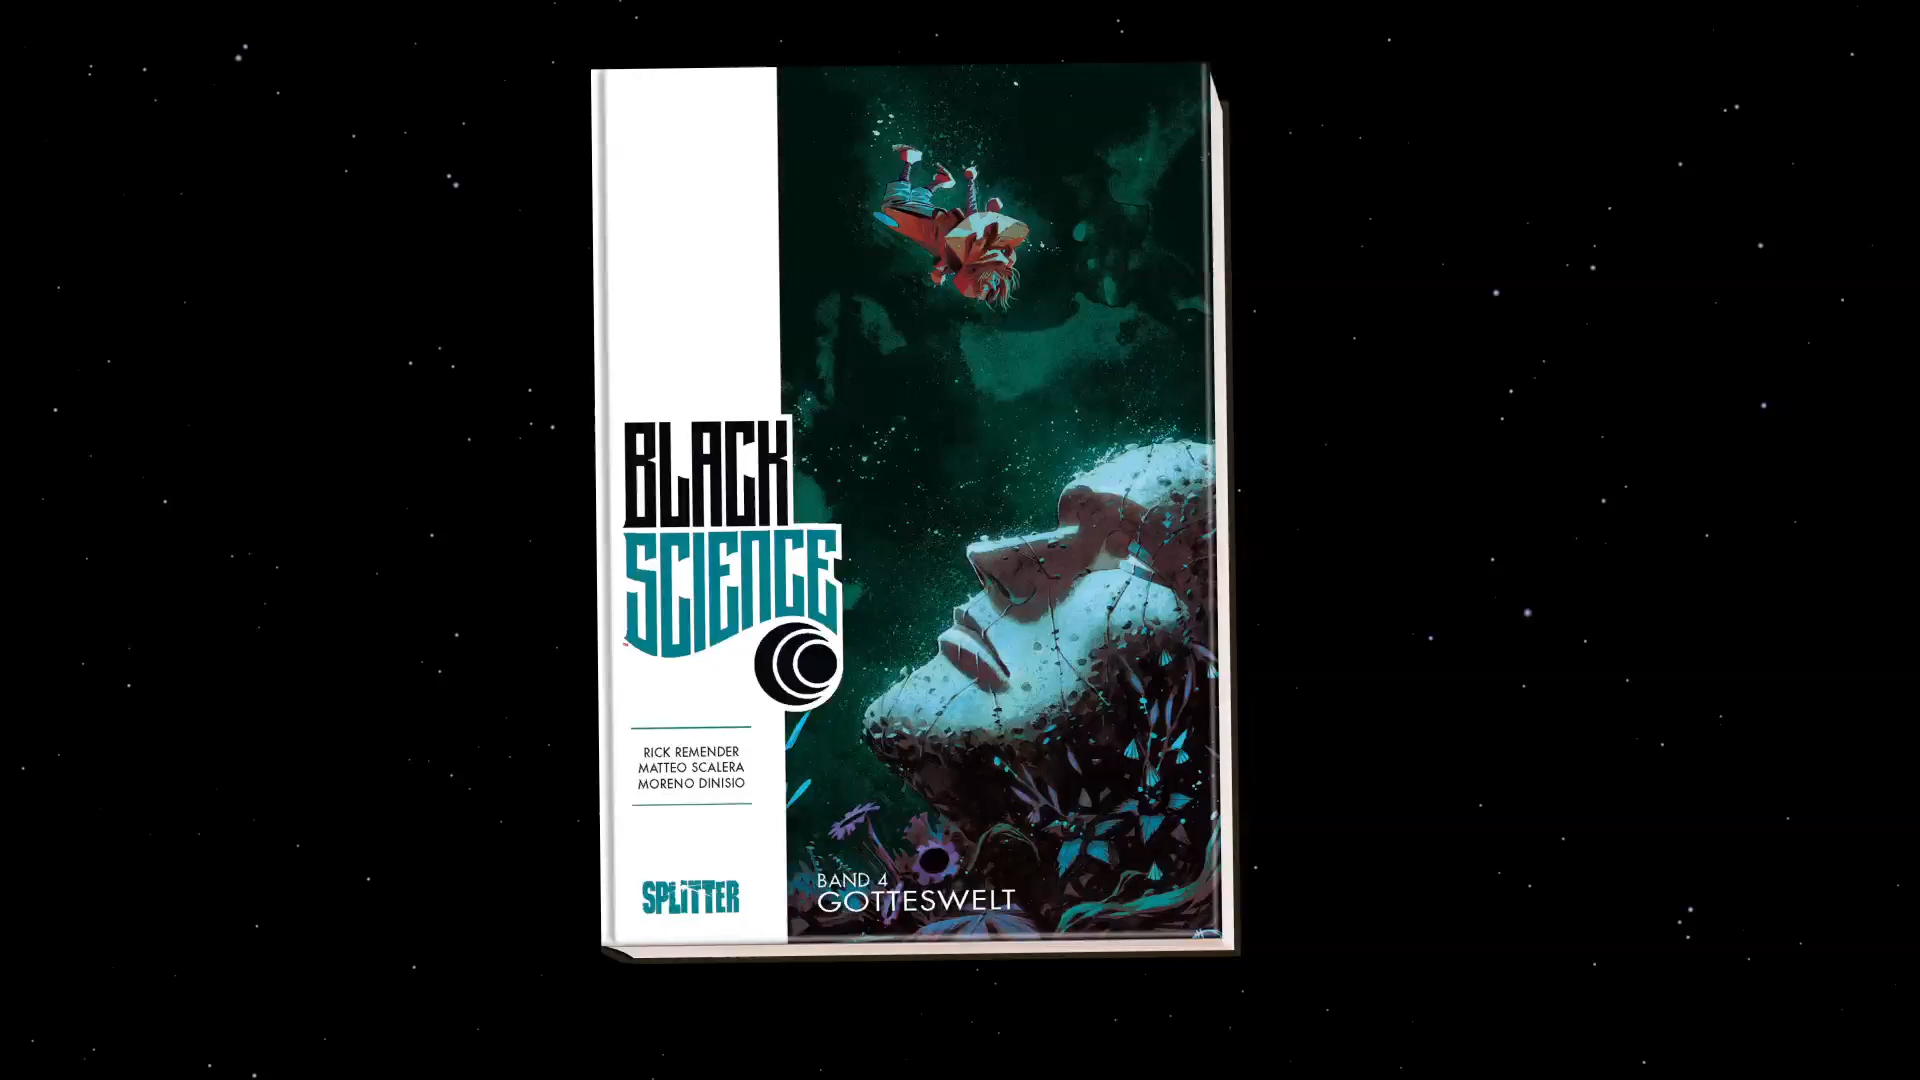 BLACK
SCIENCE
RICK REMENDER
MATTEO SCALERA
MORENO DINISIO
SPLITTER
BAND 4
GOTTESWELT